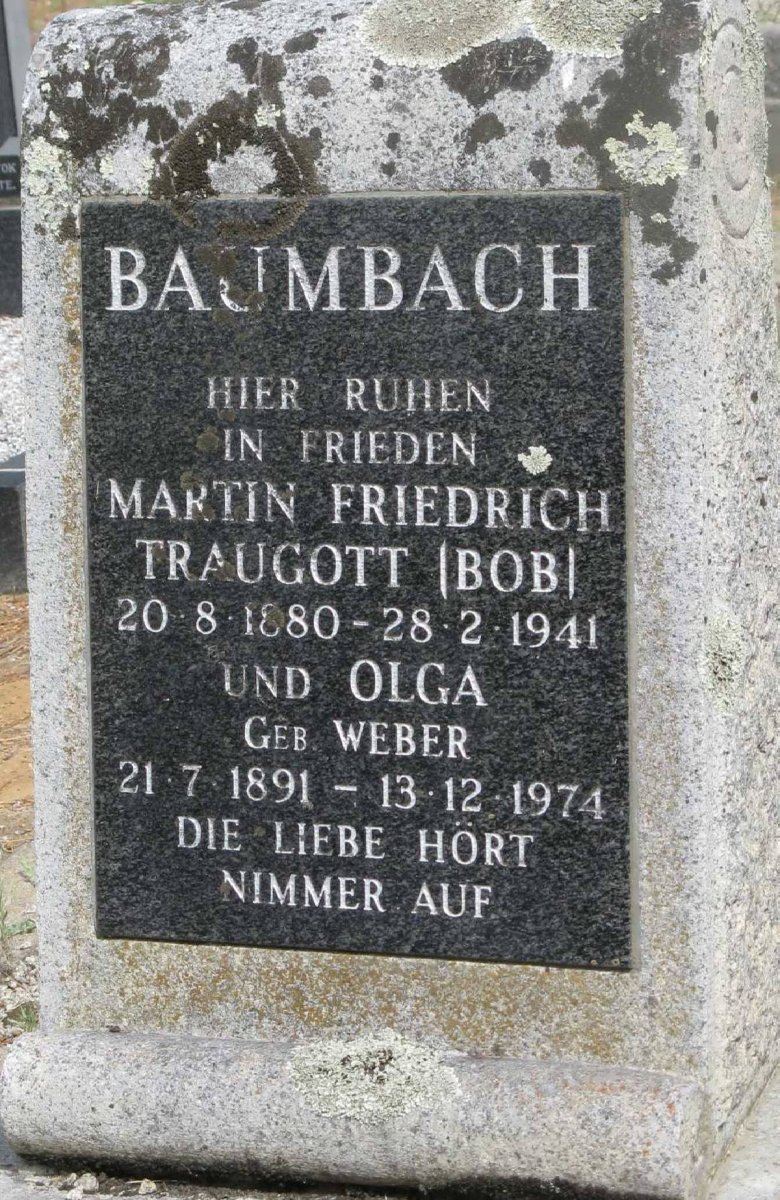 BAUMBACH
HIER RUHEN
IN FRIEDEN
MARTIN FRIEDRICH
TRAUGOTT (BOB)
20·8·1880 – 28·2·1941
UND OLGA
GEB. WEBER
21·7·1891 – 13·12·1974
DIE LIEBE HÖRT
NIMMER AUF